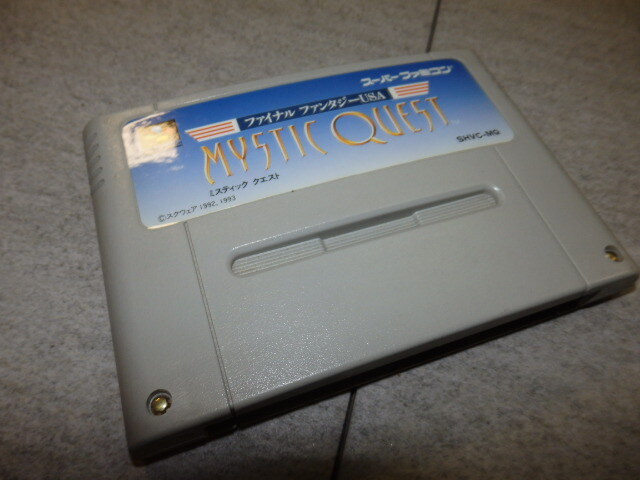 スーパーファミコン
ファイナル ファンタジーUSA
MYSTIC QUEST
TM
SHVC-MQ
ミスティック クエスト
©スクウェア 1992, 1993